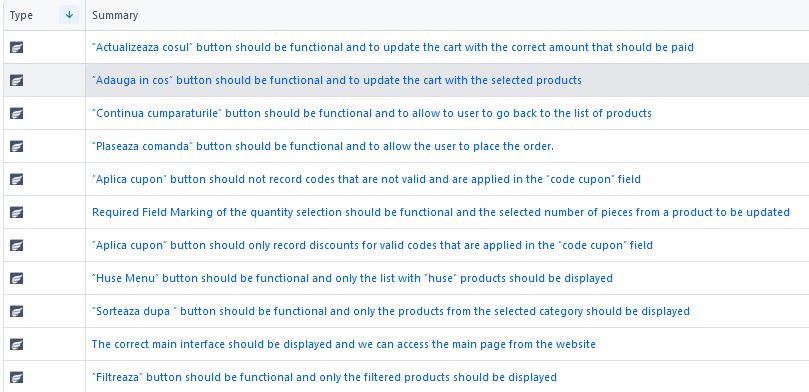 Type Summary
"Actualizeaza cosul" button should be functional and to update the cart with the correct amount that should be paid
"Adauga in cos" button should be functional and to update the cart with the selected products
"Continua cumparaturile" button should be functional and to allow to user to go back to the list of products
"Plaseaza comanda" button should be functional and to allow the user to place the order.
"Aplica cupon" button should not record codes that are not valid and are applied in the "code cupon" field
Required Field Marking of the quantity selection should be functional and the selected number of pieces from a product to be updated
"Aplica cupon" button should only record discounts for valid codes that are applied in the "code cupon" field
"Huse Menu" button should be functional and only the list with "huse" products should be displayed
"Sorteaza dupa " button should be functional and only the products from the selected category should be displayed
The correct main interface should be displayed and we can access the main page from the website
"Filtreaza" button should be functional and only the filtered products should be displayed